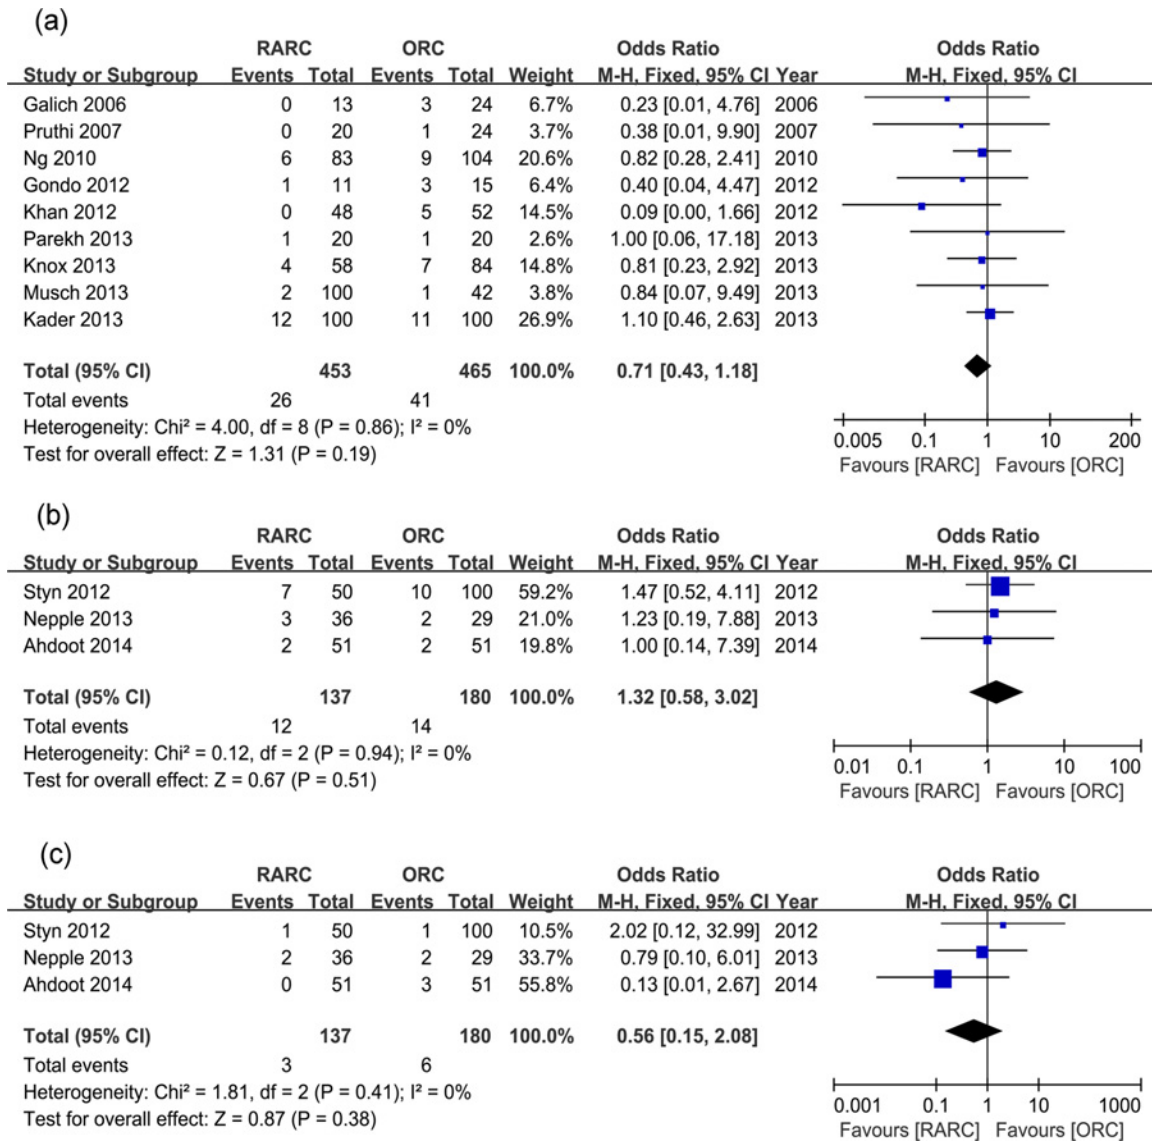 (a)
RARC ORC Odds Ratio Odds Ratio
Study or Subgroup Events Total Events Total Weight M-H, Fixed, 95% CI Year M-H, Fixed, 95% CI
Galich 2006 0 13 3 24 6.7% 0.23 [0.01, 4.76] 2006
Pruthi 2007 0 20 1 24 3.7% 0.38 [0.01, 9.90] 2007
Ng 2010 6 83 9 104 20.6% 0.82 [0.28, 2.41] 2010
Gondo 2012 1 11 3 15 6.4% 0.40 [0.04, 4.47] 2012
Khan 2012 0 48 5 52 14.5% 0.09 [0.00, 1.66] 2012
Parekh 2013 1 20 1 20 2.6% 1.00 [0.06, 17.18] 2013
Knox 2013 4 58 7 84 14.8% 0.81 [0.23, 2.92] 2013
Musch 2013 2 100 1 42 3.8% 0.84 [0.07, 9.49] 2013
Kader 2013 12 100 11 100 26.9% 1.10 [0.46, 2.63] 2013
Total (95% CI) 453 465 100.0% 0.71 [0.43, 1.18]
Total events 26 41
Heterogeneity: Chi² = 4.00, df = 8 (P = 0.86); I² = 0%
Test for overall effect: Z = 1.31 (P = 0.19)
0.005 0.1 1 10 200
Favours [RARC] Favours [ORC]
(b)
RARC ORC Odds Ratio Odds Ratio
Study or Subgroup Events Total Events Total Weight M-H, Fixed, 95% CI Year M-H, Fixed, 95% CI
Styn 2012 7 50 10 100 59.2% 1.47 [0.52, 4.11] 2012
Nepple 2013 3 36 2 29 21.0% 1.23 [0.19, 7.88] 2013
Ahdoot 2014 2 51 2 51 19.8% 1.00 [0.14, 7.39] 2014
Total (95% CI) 137 180 100.0% 1.32 [0.58, 3.02]
Total events 12 14
Heterogeneity: Chi² = 0.12, df = 2 (P = 0.94); I² = 0%
Test for overall effect: Z = 0.67 (P = 0.51)
0.01 0.1 1 10 100
Favours [RARC] Favours [ORC]
(c)
RARC ORC Odds Ratio Odds Ratio
Study or Subgroup Events Total Events Total Weight M-H, Fixed, 95% CI Year M-H, Fixed, 95% CI
Styn 2012 1 50 1 100 10.5% 2.02 [0.12, 32.99] 2012
Nepple 2013 2 36 2 29 33.7% 0.79 [0.10, 6.01] 2013
Ahdoot 2014 0 51 3 51 55.8% 0.13 [0.01, 2.67] 2014
Total (95% CI) 137 180 100.0% 0.56 [0.15, 2.08]
Total events 3 6
Heterogeneity: Chi² = 1.81, df = 2 (P = 0.41); I² = 0%
Test for overall effect: Z = 0.87 (P = 0.38)
0.001 0.1 1 10 1000
Favours [RARC] Favours [ORC]